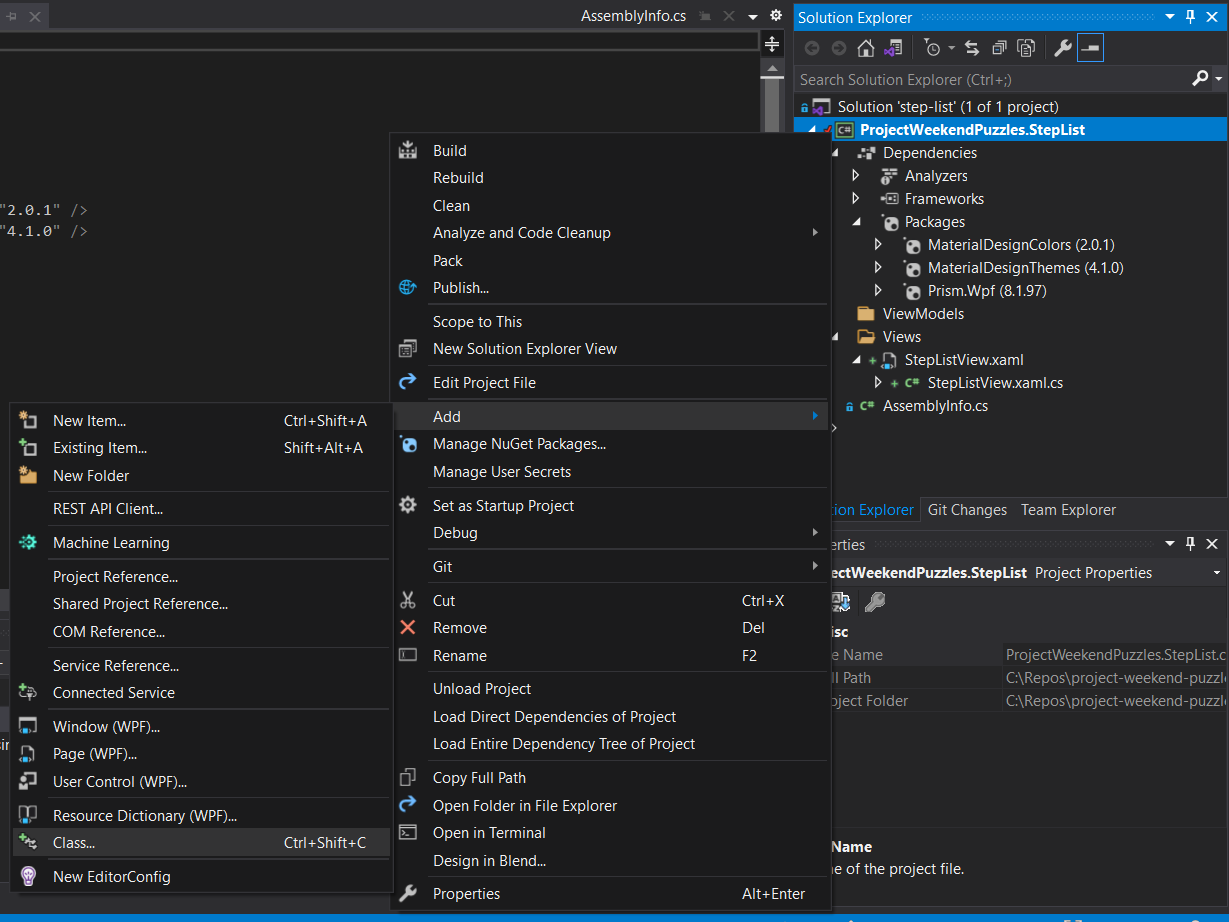 AssemblyInfo.cs
"2.0.1" />
"4.1.0" />
Solution Explorer
Search Solution Explorer (Ctrl+;)
Solution 'step-list' (1 of 1 project)
C# ProjectWeekendPuzzles.StepList
Dependencies
Analyzers
Frameworks
Packages
MaterialDesignColors (2.0.1)
MaterialDesignThemes (4.1.0)
Prism.Wpf (8.1.97)
ViewModels
Views
StepListView.xaml
C# StepListView.xaml.cs
C# AssemblyInfo.cs
Build
Rebuild
Clean
Analyze and Code Cleanup
Pack
Publish...
Scope to This
New Solution Explorer View
Edit Project File
Add
Manage NuGet Packages...
Manage User Secrets
Set as Startup Project
Debug
Git
Cut Ctrl+X
Remove Del
Rename F2
Unload Project
Load Direct Dependencies of Project
Load Entire Dependency Tree of Project
Copy Full Path
Open Folder in File Explorer
Open in Terminal
Design in Blend...
Properties Alt+Enter
New Item... Ctrl+Shift+A
Existing Item... Shift+Alt+A
New Folder
REST API Client...
Machine Learning
Project Reference...
Shared Project Reference...
COM Reference...
Service Reference...
Connected Service
Window (WPF)...
Page (WPF)...
User Control (WPF)...
Resource Dictionary (WPF)...
Class... Ctrl+Shift+C
New EditorConfig
tion Explorer Git Changes Team Explorer
erties
ectWeekendPuzzles.StepList Project Properties
isc
e Name ProjectWeekendPuzzles.StepList.c
ll Path C:\Repos\project-weekend-puzzle
oject Folder C:\Repos\project-weekend-puzzle
Name
e of the project file.